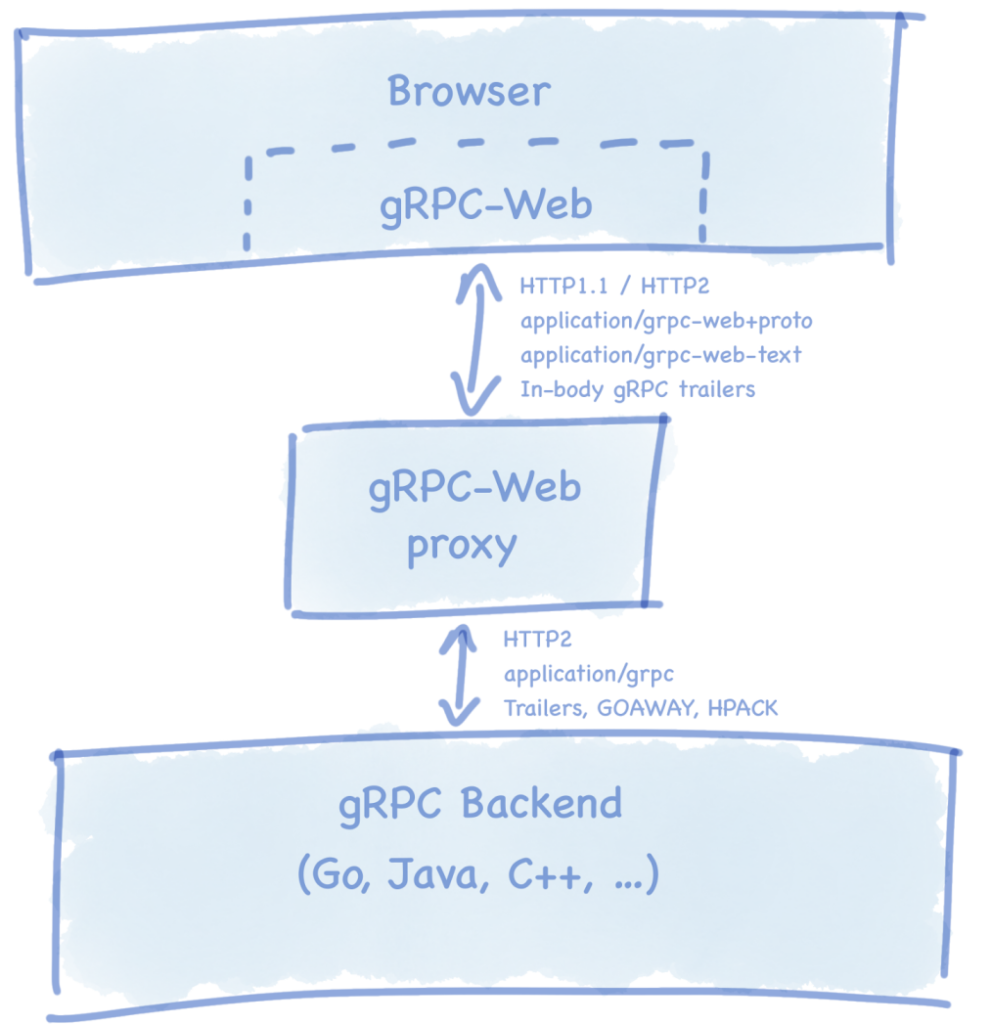 Browser
gRPC-Web
HTTP1.1 / HTTP2
application/grpc-web+proto
application/grpc-web-text
In-body gRPC trailers
gRPC-Web
proxy
HTTP2
application/grpc
Trailers, GOAWAY, HPACK
gRPC Backend
(Go, Java, C++, ...)